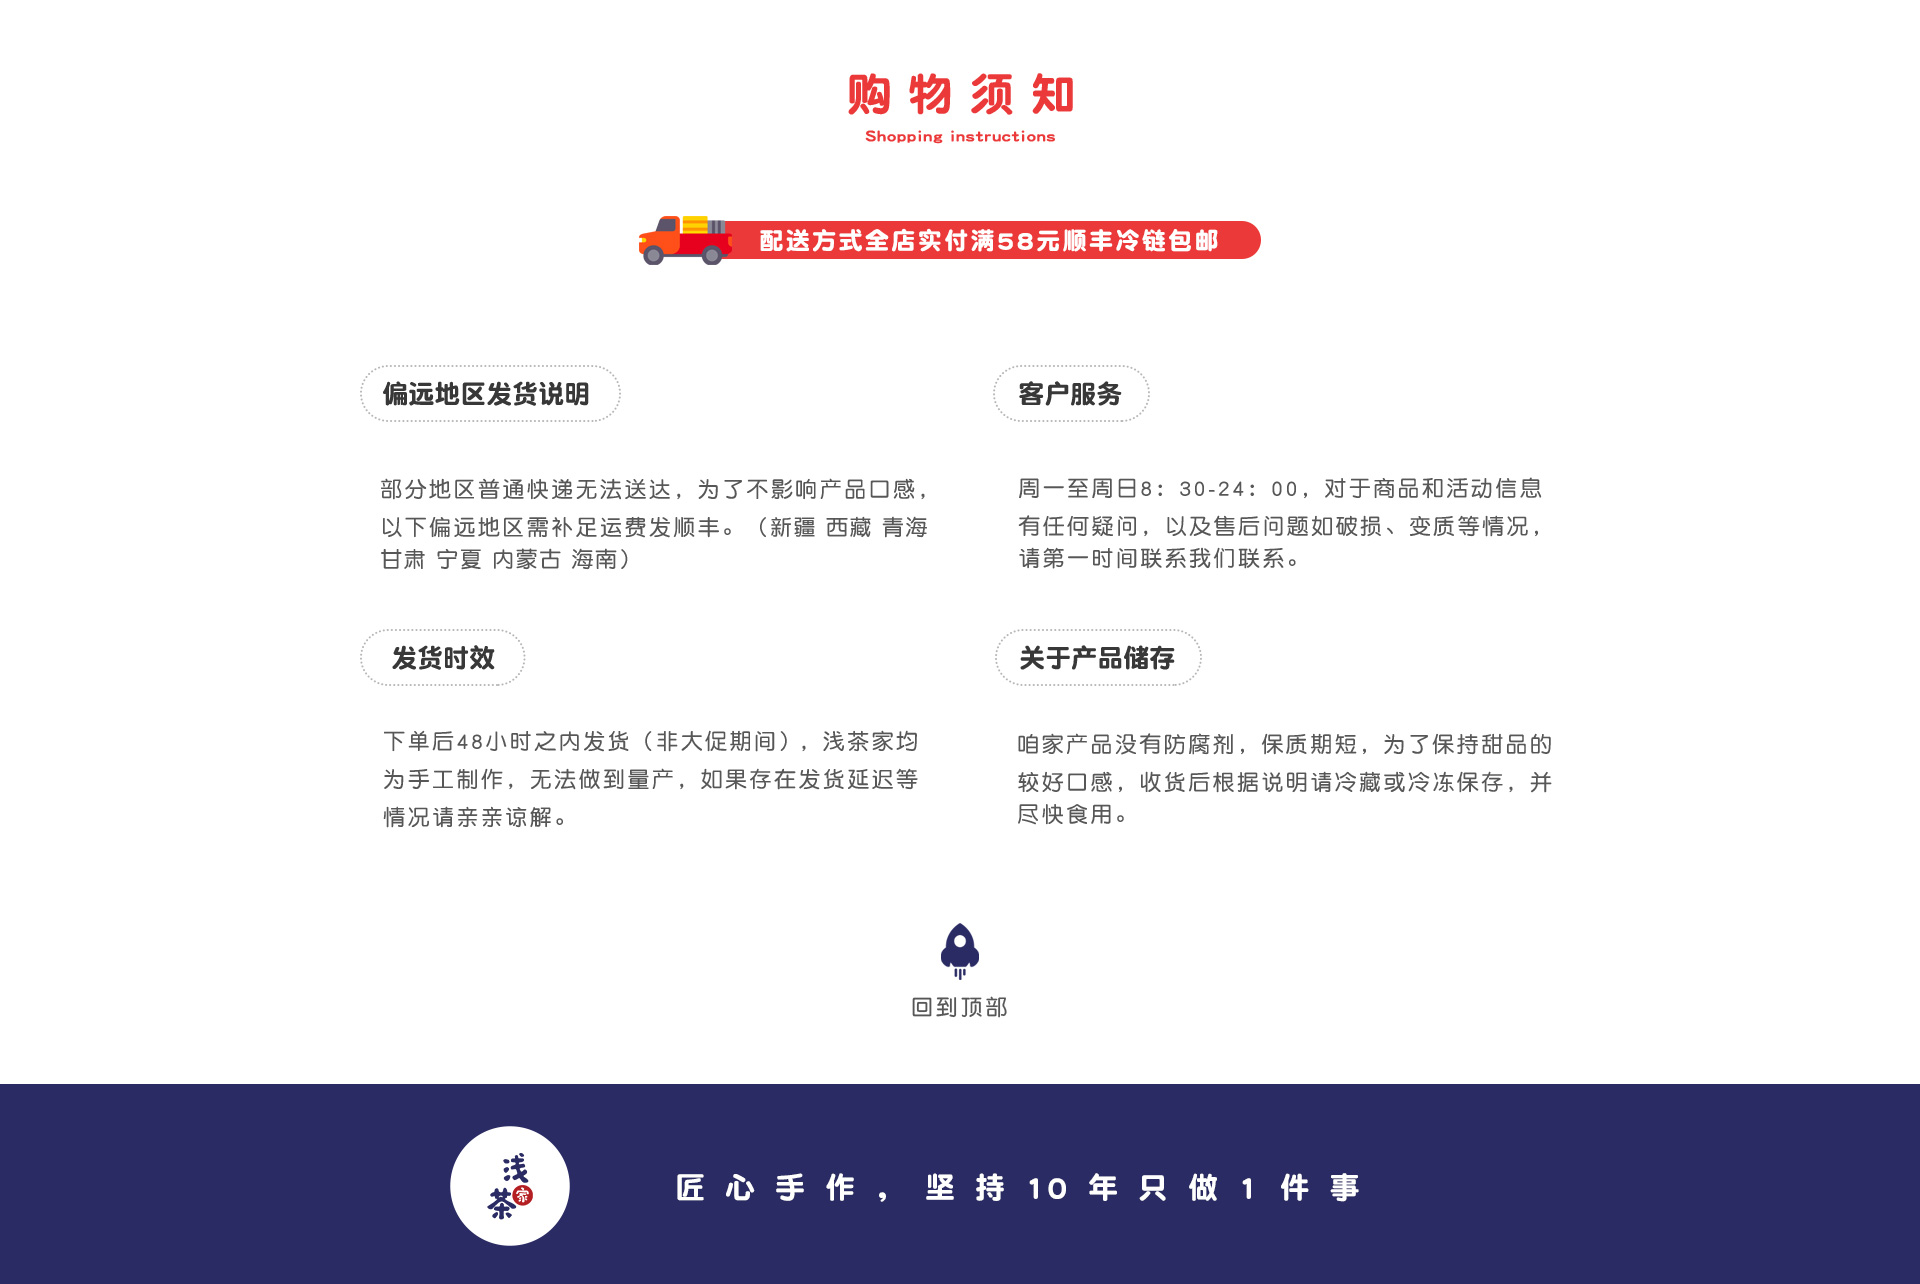 购物须知
Shopping instructions
配送方式全店实付满58元顺丰冷链包邮
偏远地区发货说明
部分地区普通快递无法送达，为了不影响产品口感，
以下偏远地区需补足运费发顺丰。（新疆 西藏 青海
甘肃 宁夏 内蒙古 海南）
客户服务
周一至周日8：30-24：00，对于商品和活动信息
有任何疑问，以及售后问题如破损、变质等情况，
请第一时间联系我们联系。
发货时效
下单后48小时之内发货（非大促期间），浅茶家均
为手工制作，无法做到量产，如果存在发货延迟等
情况请亲亲谅解。
关于产品储存
咱家产品没有防腐剂，保质期短，为了保持甜品的
较好口感，收货后根据说明请冷藏或冷冻保存，并
尽快食用。
回到顶部
浅茶家
匠心手作，坚持10年只做1件事